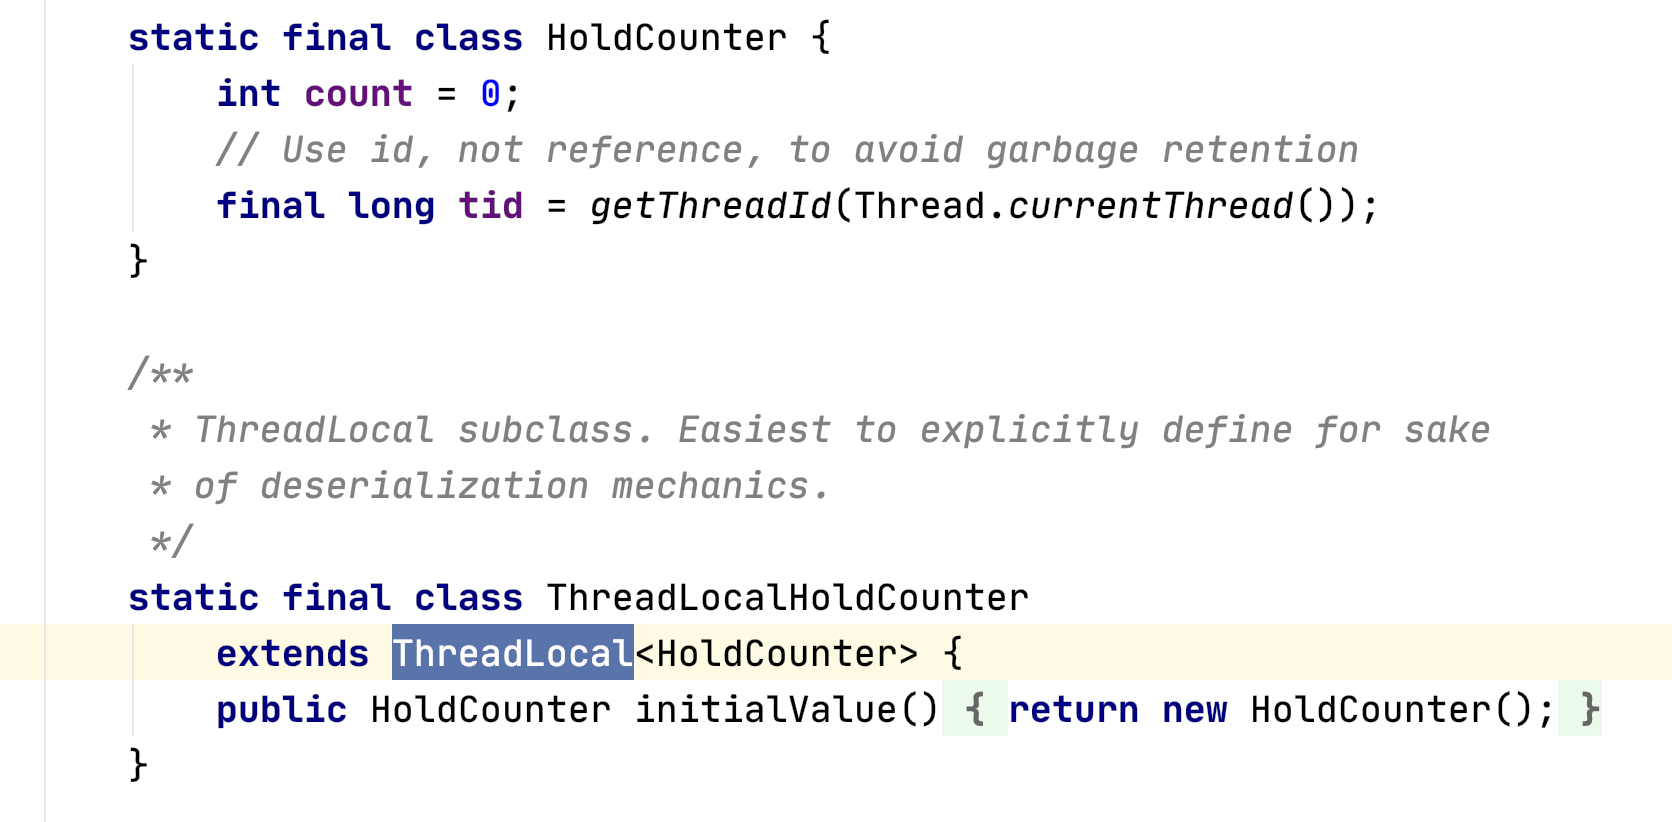 static final class HoldCounter {
int count = 0;
// Use id, not reference, to avoid garbage retention
final long tid = getThreadId(Thread.currentThread());
}
/**
* ThreadLocal subclass. Easiest to explicitly define for sake
* of deserialization mechanics.
*/
static final class ThreadLocalHoldCounter
extends ThreadLocal<HoldCounter> {
public HoldCounter initialValue() { return new HoldCounter(); }
}